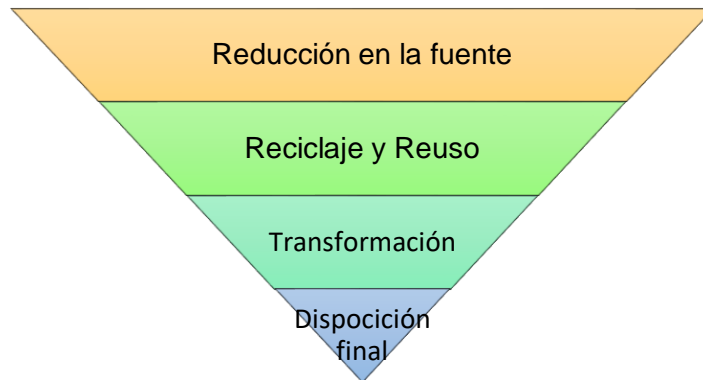 Reducción en la fuente
Reciclaje y Reuso
Transformación
Dispocición
final